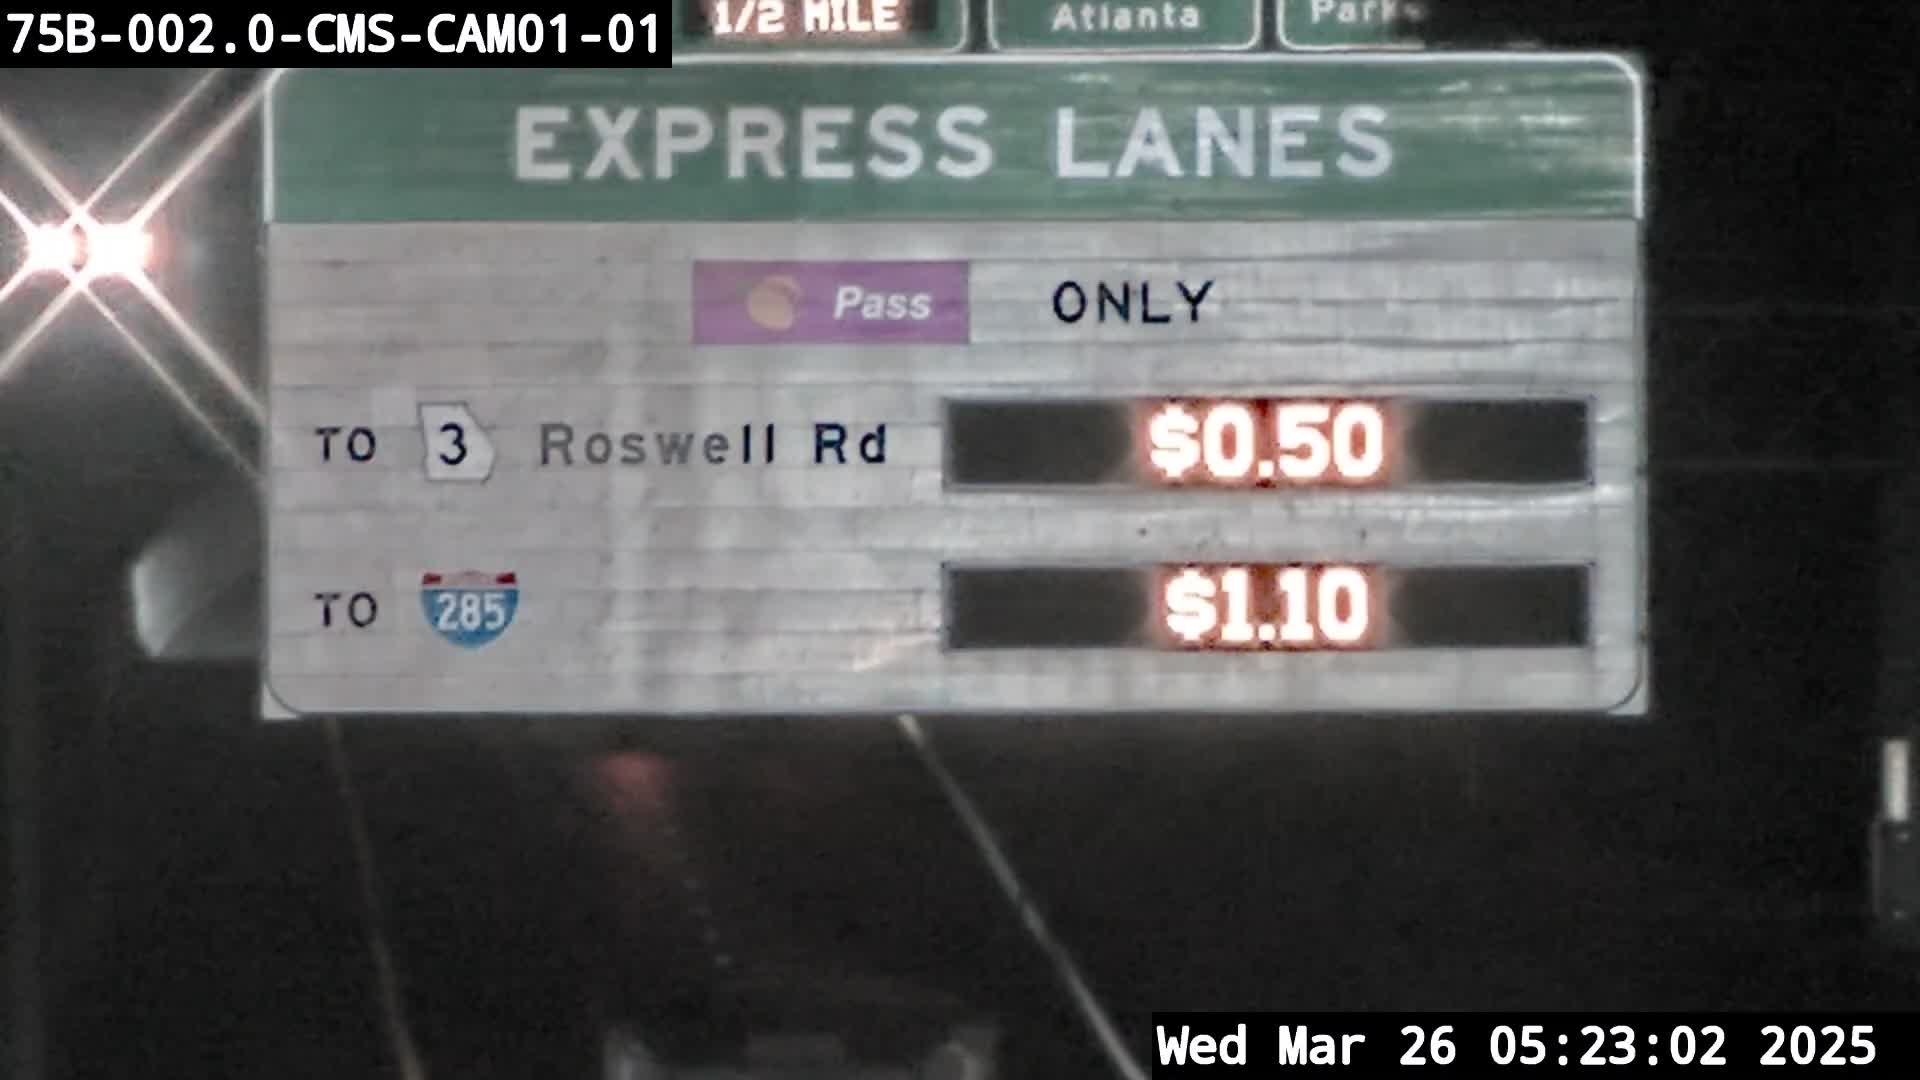 75B-002.0-CMS-CAM01-01
1/2 MILE
Atlanta
EXPRESS LANES
Pass ONLY
TO 3 Roswell Rd $0.50
TO 285 $1.10
Wed Mar 26 05:23:02 2025